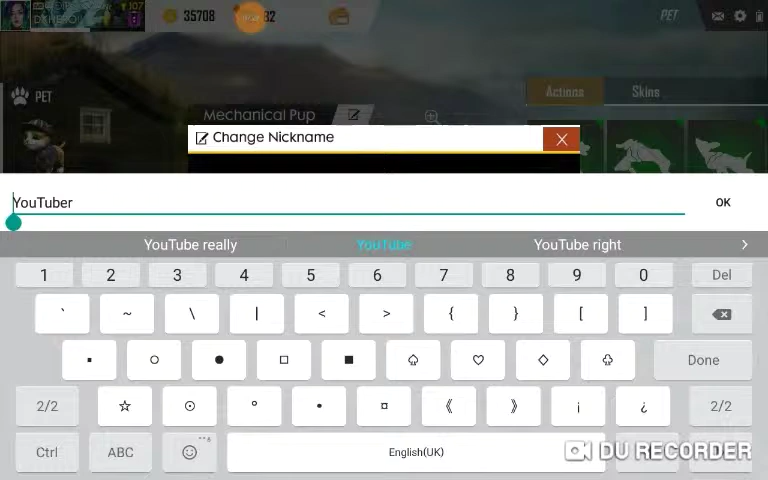 107
35708
32
PET
PET
Actions
Skins
Mechanical Pup
Change Nickname
YouTuber
OK
YouTube really
YouTube
YouTube right
1 2 3 4 5 6 7 8 9 0 Del
` ~ \ | < > { } [ ]
▪ ○ ● □ ■ ♤ ♡ ◇ ♧ Done
2/2 ☆ ⊙ ° • ¤ 《 》 ¡ ¿ 2/2
Ctrl ABC English(UK)
DU RECORDER